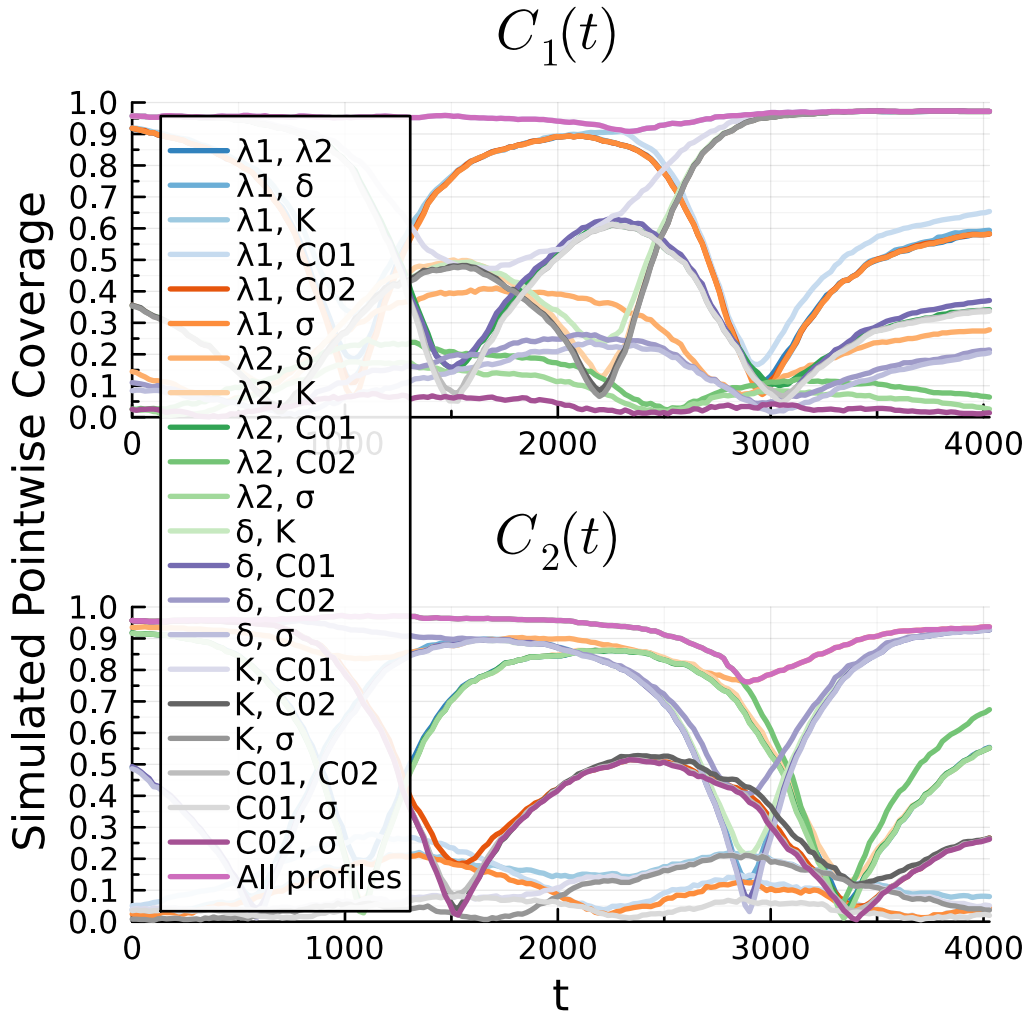 C1(t)
1.0
0.9
0.8
0.7
0.6
0.5
0.4
0.3
0.2
0.1
0.0
0 1000 2000 3000 4000
λ1, λ2
λ1, δ
λ1, K
λ1, C01
λ1, C02
λ1, σ
λ2, δ
λ2, K
λ2, C01
λ2, C02
λ2, σ
δ, K
δ, C01
δ, C02
δ, σ
K, C01
K, C02
K, σ
C01, C02
C01, σ
C02, σ
All profiles
Simulated Pointwise Coverage
C2(t)
1.0
0.9
0.8
0.7
0.6
0.5
0.4
0.3
0.2
0.1
0.0
0 1000 2000 3000 4000
t